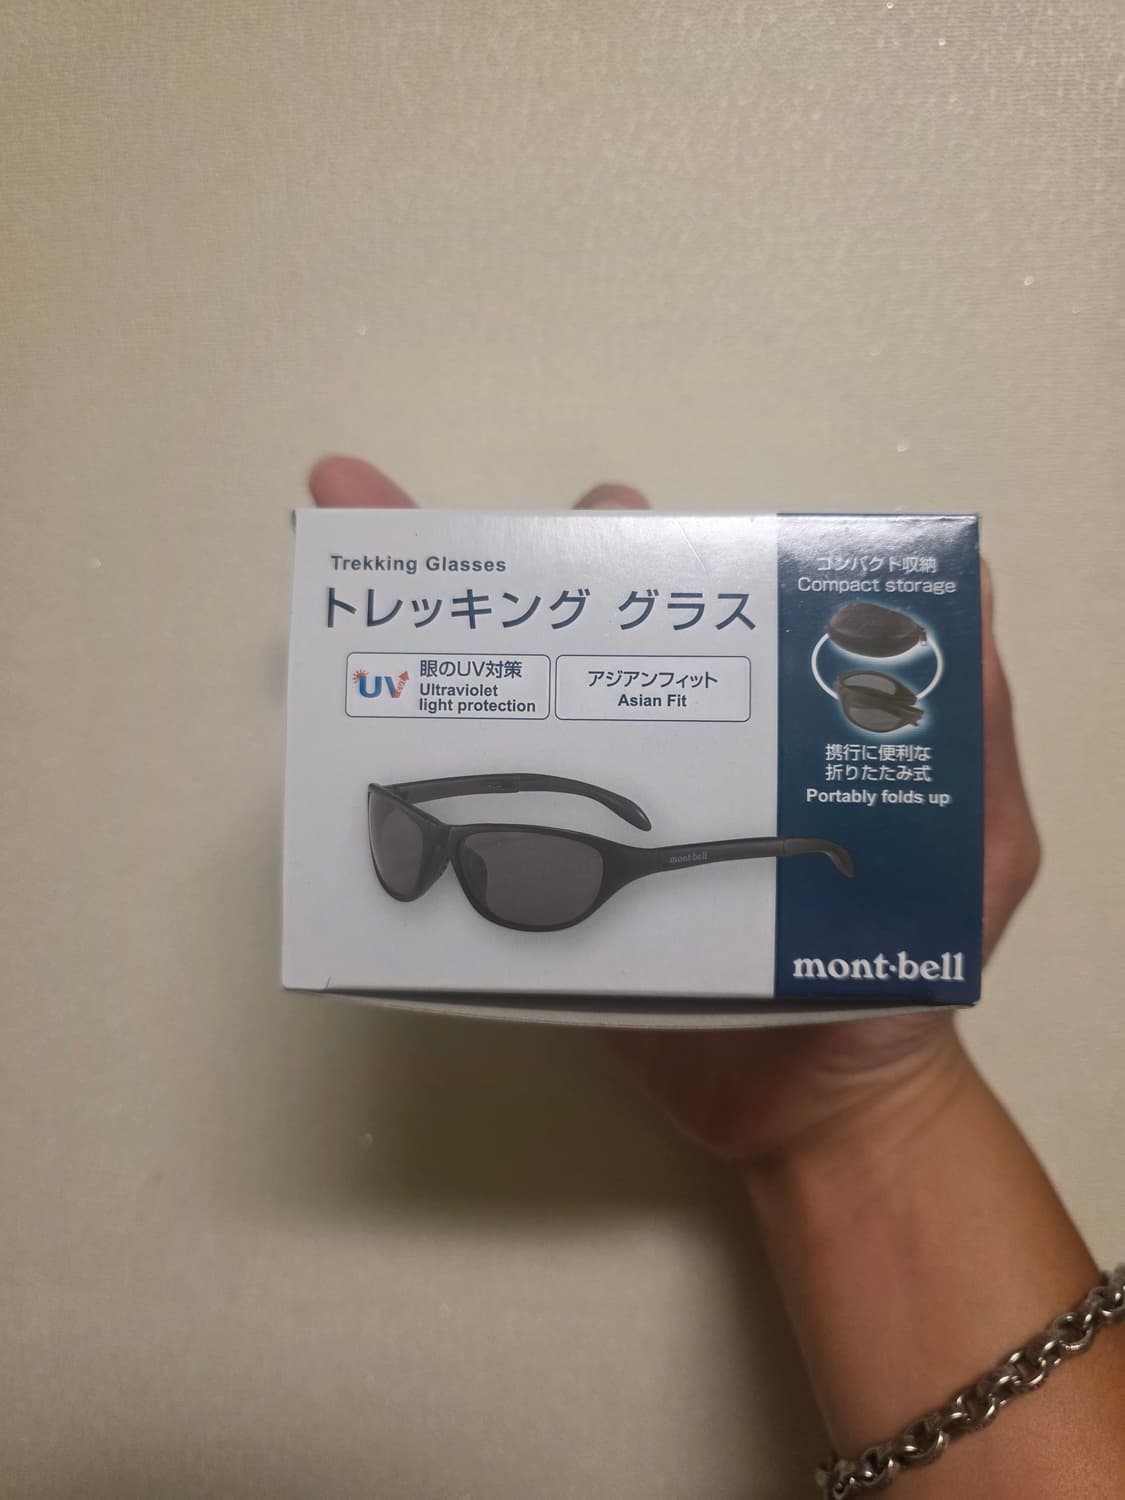 Trekking Glasses
トレッキング グラス
UV
眼のUV対策
Ultraviolet
light protection
アジアンフィット
Asian Fit
mont-bell
コンパクト収納
Compact storage
携行に便利な
折りたたみ式
Portably folds up
mont·bell